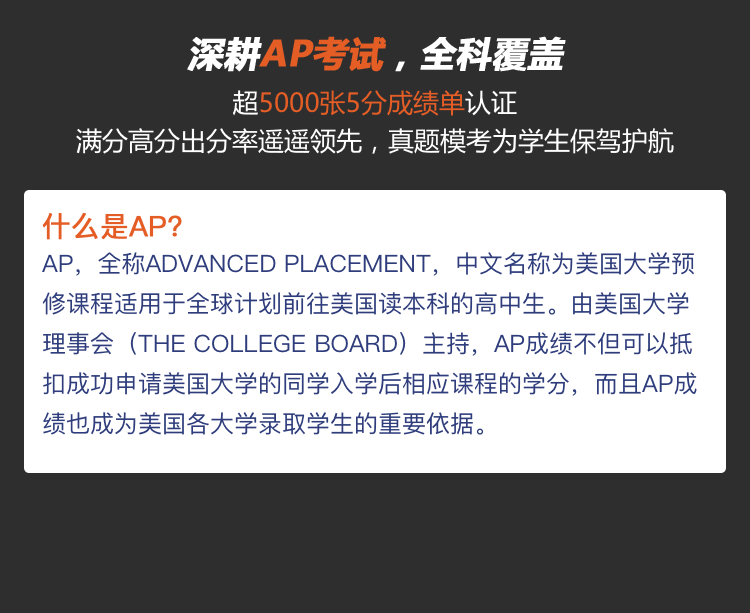 深耕AP考试，全科覆盖
超5000张5分成绩单认证
满分高分出分率遥遥领先，真题模考为学生保驾护航
什么是AP?
AP，全称ADVANCED PLACEMENT，中文名称为美国大学预
修课程适用于全球计划前往美国读本科的高中生。由美国大学
理事会（THE COLLEGE BOARD）主持，AP成绩不但可以抵
扣成功申请美国大学的同学入学后相应课程的学分，而且AP成
绩也成为美国各大学录取学生的重要依据。